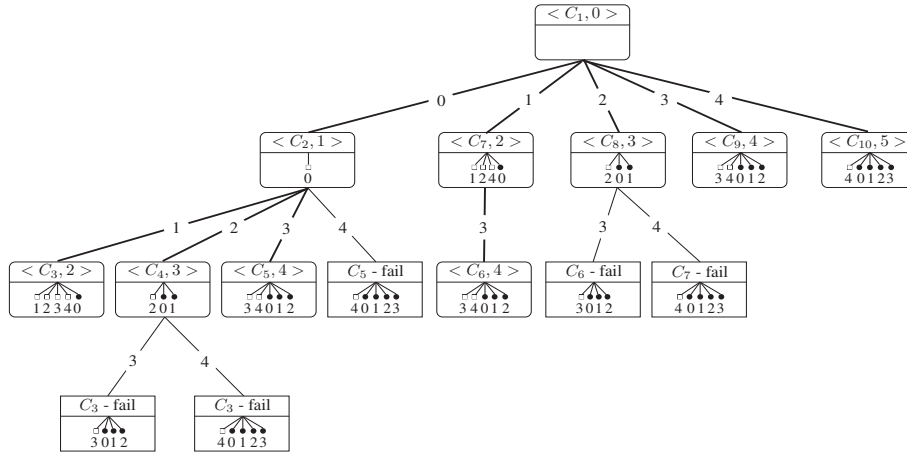 < C1, 0 >
0 1 2 3 4
< C2, 1 > < C7, 2 > < C8, 3 > < C9, 4 > < C10, 5 >
0 1 2 4 0 2 0 1 3 4 0 1 2 4 0 1 2 3
1 2 3 4 3 3 4
< C3, 2 > < C4, 3 > < C5, 4 > C5 - fail < C6, 4 > C6 - fail C7 - fail
1 2 3 4 0 2 0 1 3 4 0 1 2 4 0 1 2 3 3 4 0 1 2 3 0 1 2 4 0 1 2 3
3 4
C3 - fail C3 - fail
3 0 1 2 4 0 1 2 3